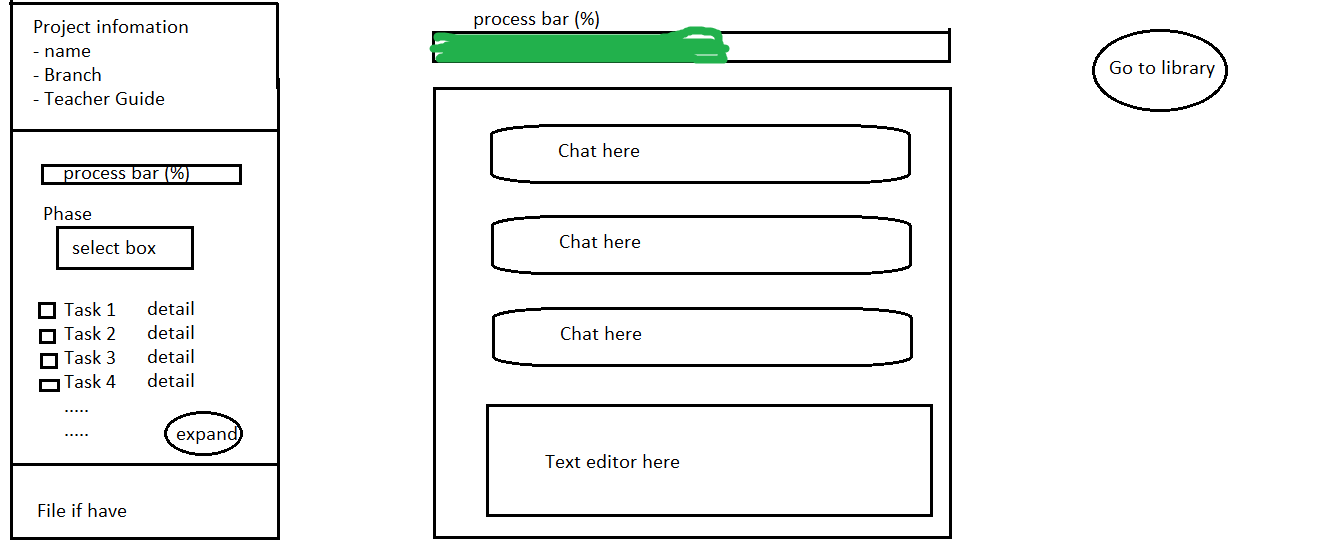 Project infomation
- name
- Branch
- Teacher Guide
process bar (%)
Phase
select box
Task 1 detail
Task 2 detail
Task 3 detail
Task 4 detail
.....
.....
expand
File if have
process bar (%)
Chat here
Chat here
Chat here
Text editor here
Go to library